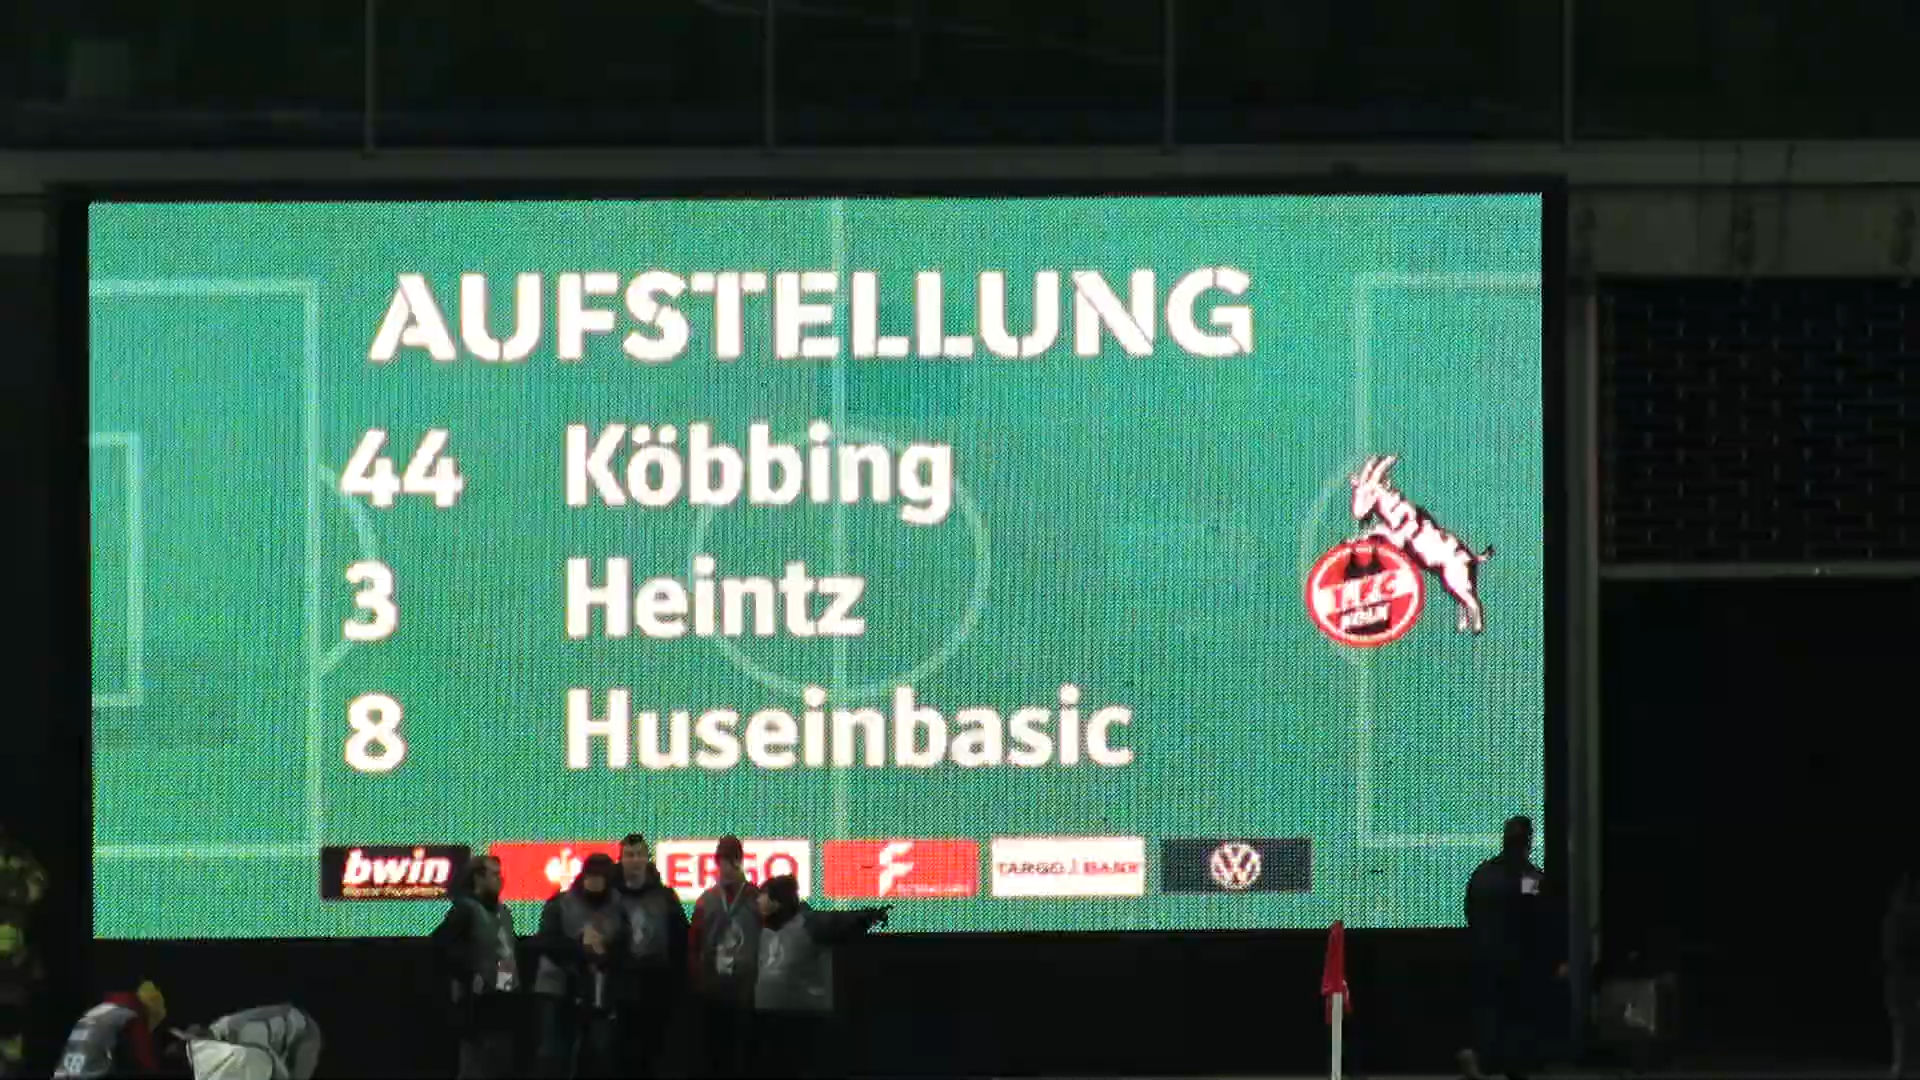 AUFSTELLUNG
44 Köbbing
3 Heintz
8 Huseinbasic
bwin
ERGO
TARGO BANK